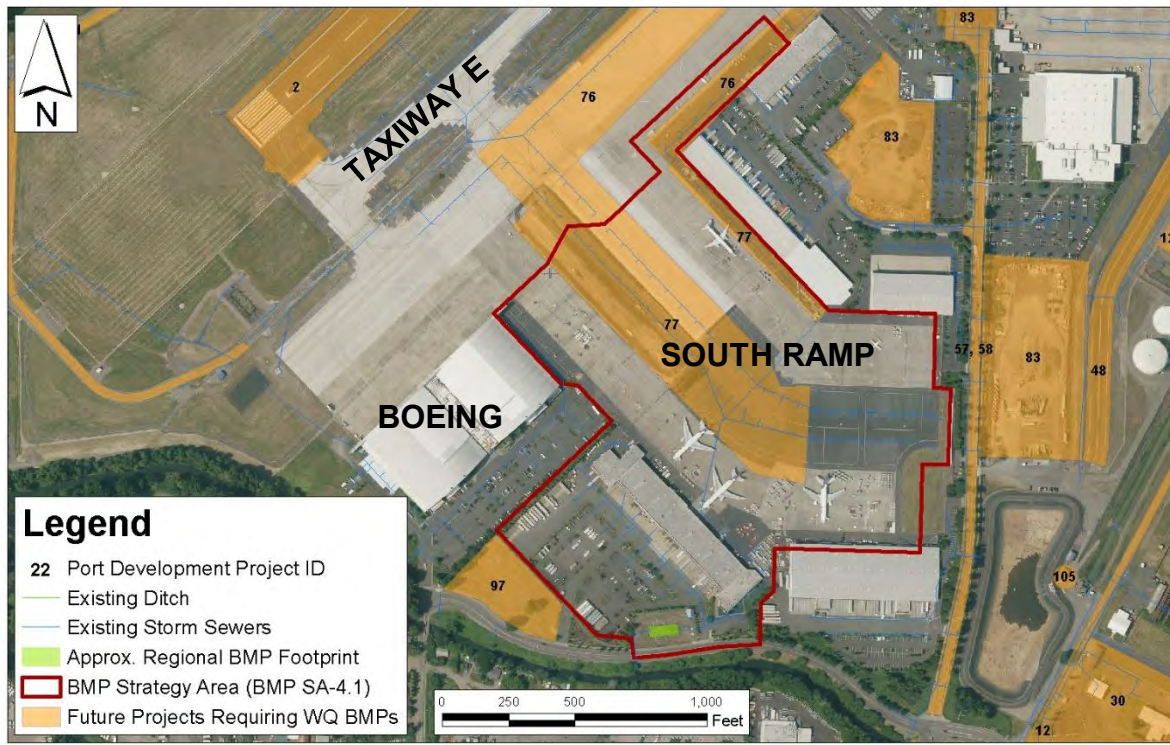 83
2
TAXIWAY E
76
76
83
N
77
12
77
57, 58
83
48
SOUTH RAMP
BOEING
97
105
30
12
Legend
22 Port Development Project ID
Existing Ditch
Existing Storm Sewers
Approx. Regional BMP Footprint
BMP Strategy Area (BMP SA-4.1)
Future Projects Requiring WQ BMPs
0 250 500 1,000
Feet